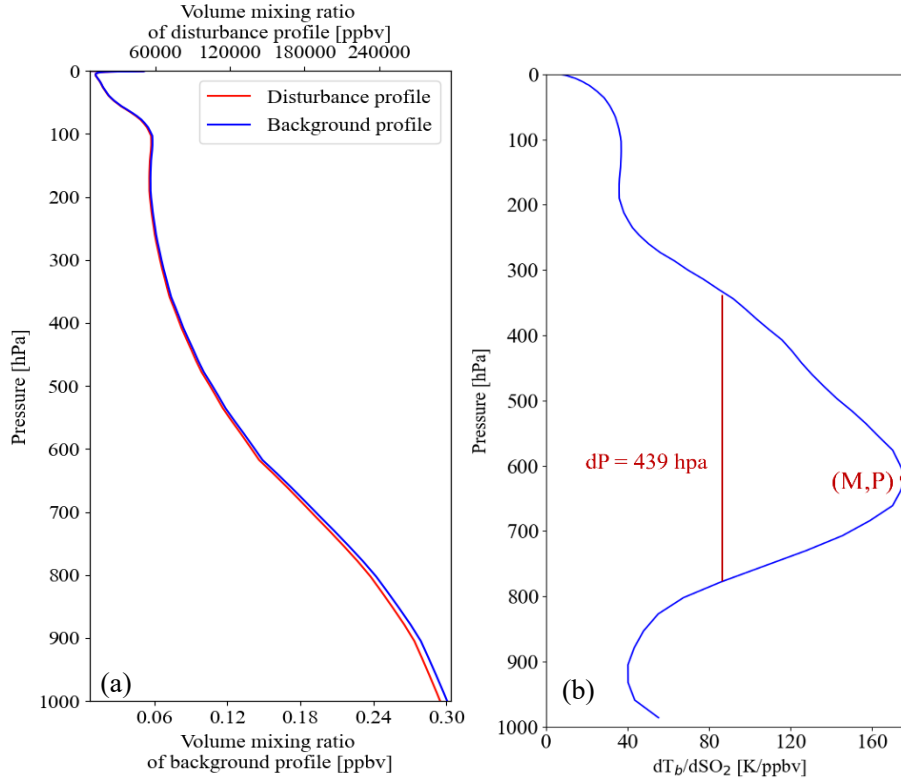 Volume mixing ratio
of disturbance profile [ppbv]
60000 120000 180000 240000
Disturbance profile
Background profile
0
100
200
300
400
500
600
700
800
900
1000
Pressure [hPa]
(a)
0.06 0.12 0.18 0.24 0.30
Volume mixing ratio
of background profile [ppbv]
0
100
200
300
400
500
600
700
800
900
1000
Pressure [hPa]
dP = 439 hpa
(M,P)
(b)
0 40 80 120 160
dT_b/dSO₂ [K/ppbv]